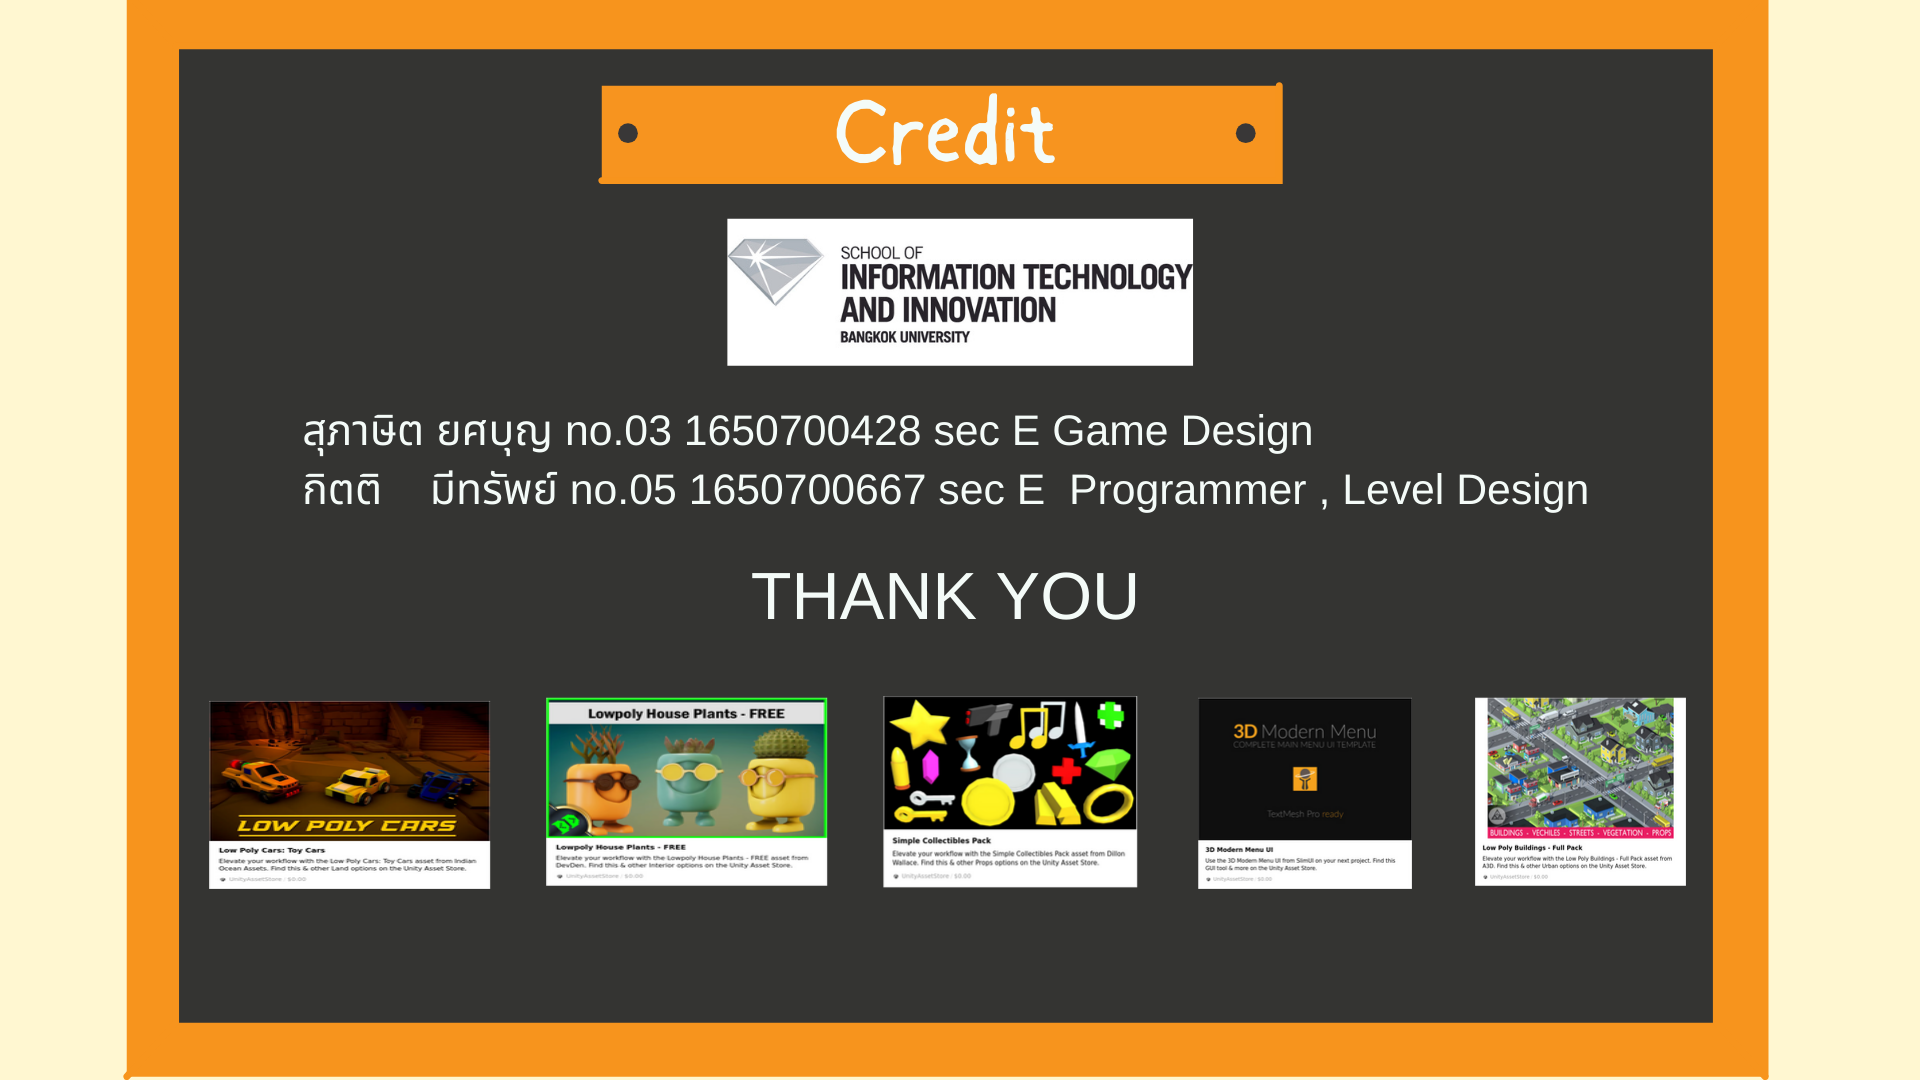 Credit
SCHOOL OF
INFORMATION TECHNOLOGY
AND INNOVATION
BANGKOK UNIVERSITY
สุภาษิต ยศบุญ no.03 1650700428 sec E Game Design
กิตติ มีทรัพย์ no.05 1650700667 sec E Programmer , Level Design
THANK YOU
LOW POLY CARS
Low Poly Cars: Toy Cars
Elevate your workflow with the Low Poly Cars: Toy Cars asset from Indian
Ocean Assets. Find this & other Land options on the Unity Asset Store.
UnityAssetStore : $0.00
Lowpoly House Plants - FREE
Lowpoly House Plants - FREE
Elevate your workflow with the Lowpoly House Plants - FREE asset from
DevDen. Find this & other Interior options on the Unity Asset Store.
UnityAssetStore : $0.00
Simple Collectibles Pack
Elevate your workflow with the Simple Collectibles Pack asset from Dillon
Wallace. Find this & other Props options on the Unity Asset Store.
UnityAssetStore : $0.00
3D Modern Menu
COMPLETE MAIN MENU UI TEMPLATE
TextMesh Pro ready
3D Modern Menu UI
Use the 3D Modern Menu UI from SlimUI on your next project. Find this
GUI tool & more on the Unity Asset Store.
UnityAssetStore : $0.00
BUILDINGS - VECHILES - STREETS - VEGETATION - PROPS
Low Poly Buildings - Full Pack
Elevate your workflow with the Low Poly Buildings - Full Pack asset from
A3D. Find this & other Urban options on the Unity Asset Store.
UnityAssetStore : $0.00